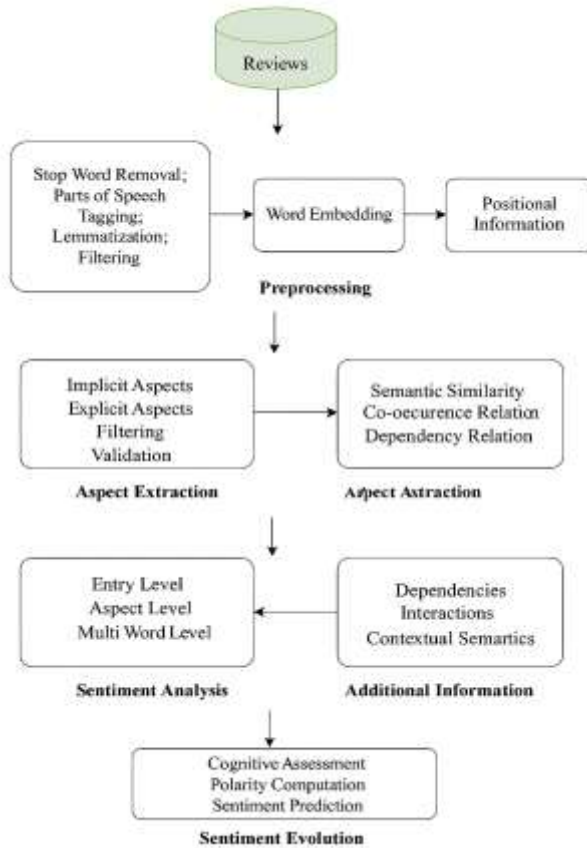 Reviews
Stop Word Removal;
Parts of Speech
Tagging;
Lemmatization;
Filtering
Word Embedding
Positional
Information
Preprocessing
Implicit Aspects
Explicit Aspects
Filtering
Validation
Semantic Similarity
Co-oecurence Relation
Dependency Relation
Aspect Extraction
Aspect Astraction
Entry Level
Aspect Level
Multi Word Level
Dependencies
Interactions
Contextual Semartics
Sentiment Analysis
Additional Information
Cognitive Assessment
Polarity Computation
Sentiment Prediction
Sentiment Evolution